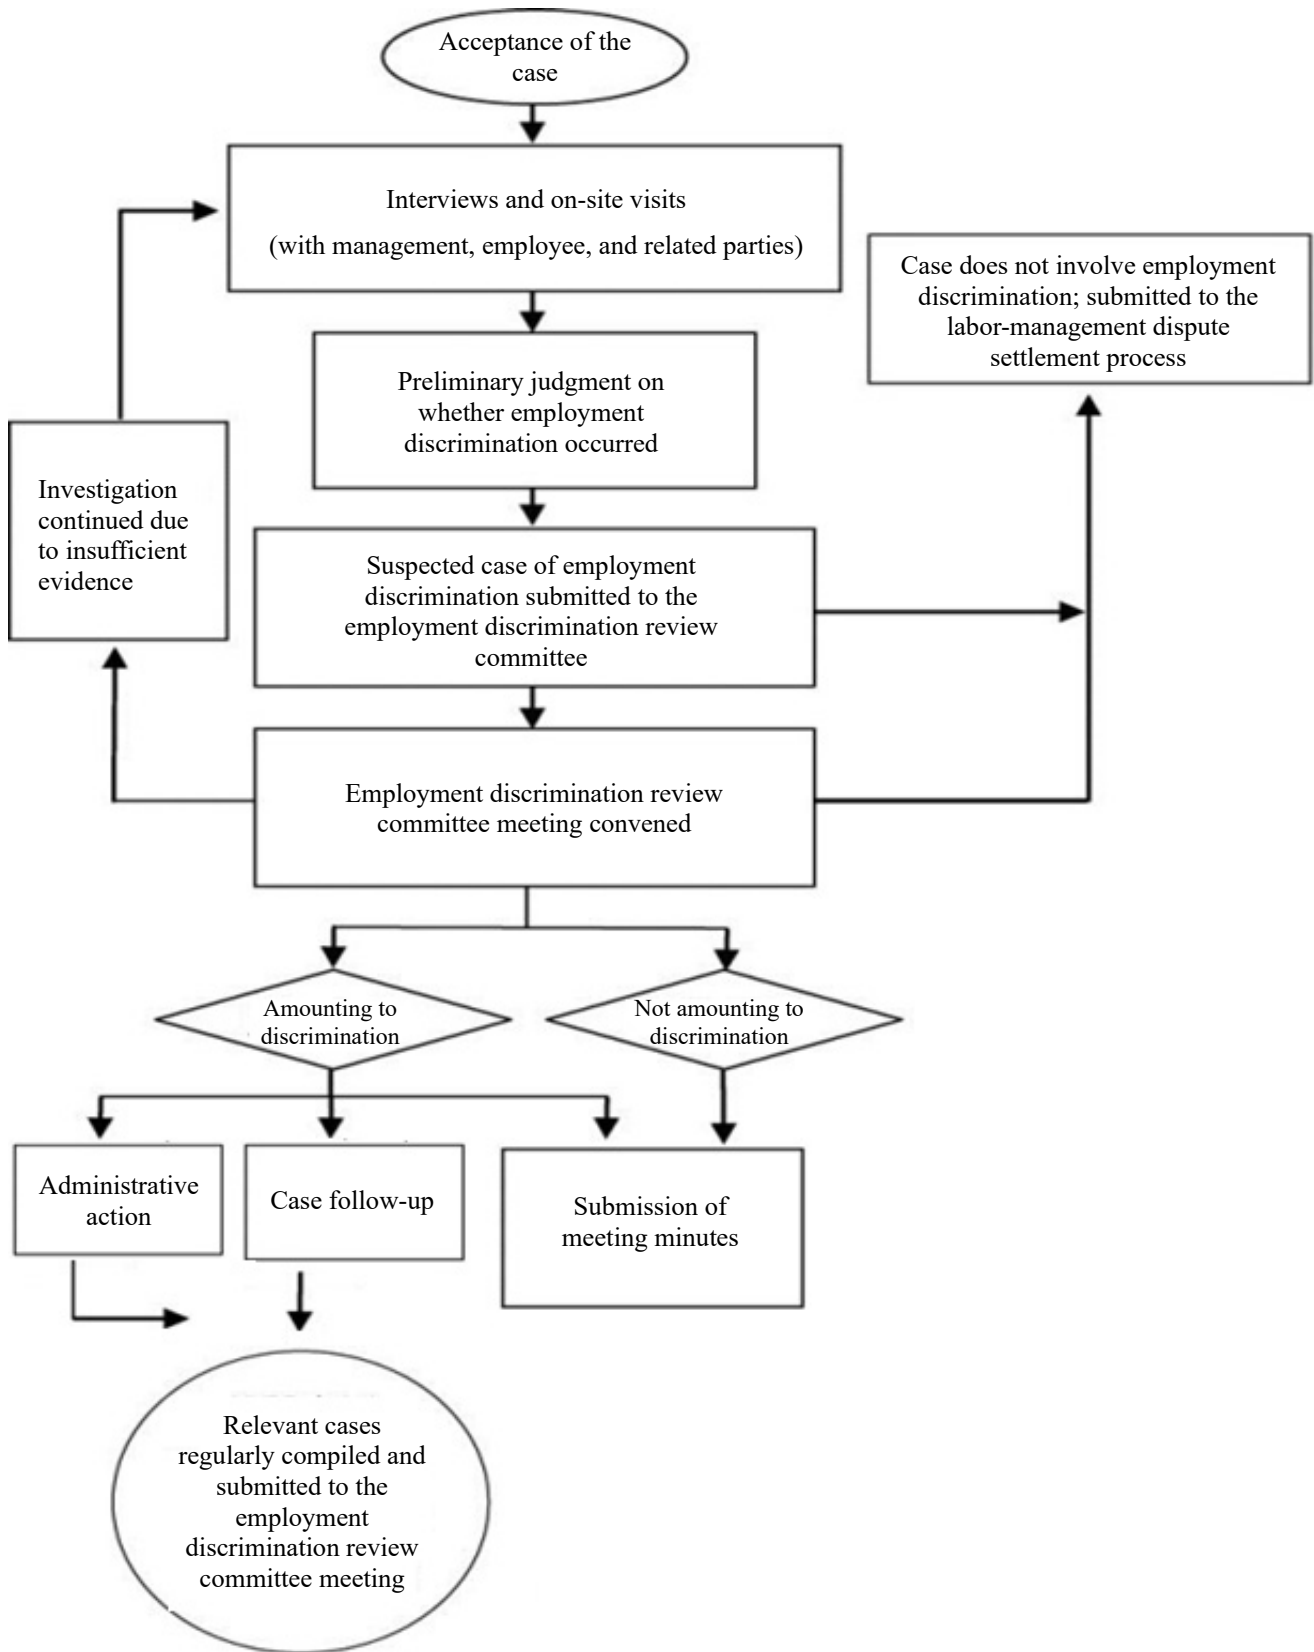 Acceptance of the
case
Interviews and on-site visits
(with management, employee, and related parties)
Case does not involve employment
discrimination; submitted to the
labor-management dispute
settlement process
Preliminary judgment on
whether employment
discrimination occurred
Investigation
continued due
to insufficient
evidence
Suspected case of employment
discrimination submitted to the
employment discrimination review
committee
Employment discrimination review
committee meeting convened
Amounting to
discrimination
Not amounting to
discrimination
Administrative
action
Case follow-up
Submission of
meeting minutes
Relevant cases
regularly compiled and
submitted to the
employment
discrimination review
committee meeting